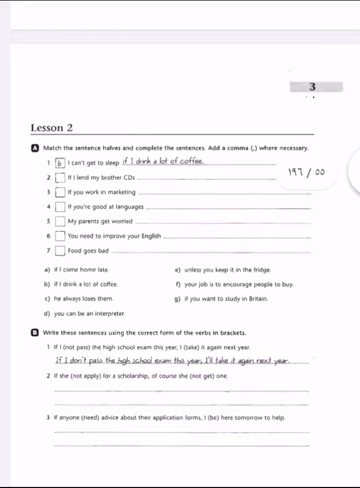 3
Lesson 2
A Match the sentence halves and complete the sentences. Add a comma (,) where necessary.
1 b I can't get to sleep if I drink a lot of coffee.
2 If I lend my brother CDs
3 If you work in marketing
197 / 00
4 If you're good at languages
5 My parents get worried
6 You need to improve your English
7 Food goes bad
a) if I come home late.
b) if I drink a lot of coffee.
c) he always loses them.
d) you can be an interpreter.
e) unless you keep it in the fridge.
f) your job is to encourage people to buy.
g) if you want to study in Britain.
B Write these sentences using the correct form of the verbs in brackets.
1 If I (not pass) the high school exam this year, I (take) it again next year.
If I don't pass the high school exam this year, I'll take it again next year.
2 If she (not apply) for a scholarship, of course she (not get) one.
3 If anyone (need) advice about their application forms, I (be) here tomorrow to help.